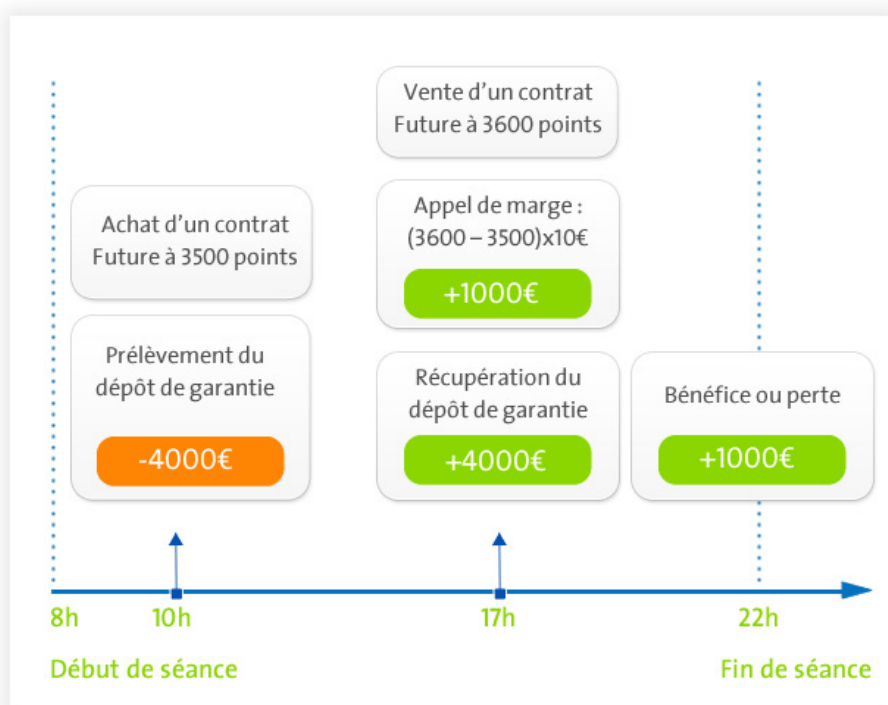 Vente d’un contrat
Future à 3600 points
Achat d’un contrat
Future à 3500 points
Appel de marge :
(3600 – 3500)x10€
+1000€
Prélèvement du
dépôt de garantie
-4000€
Récupération du
dépôt de garantie
+4000€
Bénéfice ou perte
+1000€
8h
10h
17h
22h
Début de séance
Fin de séance